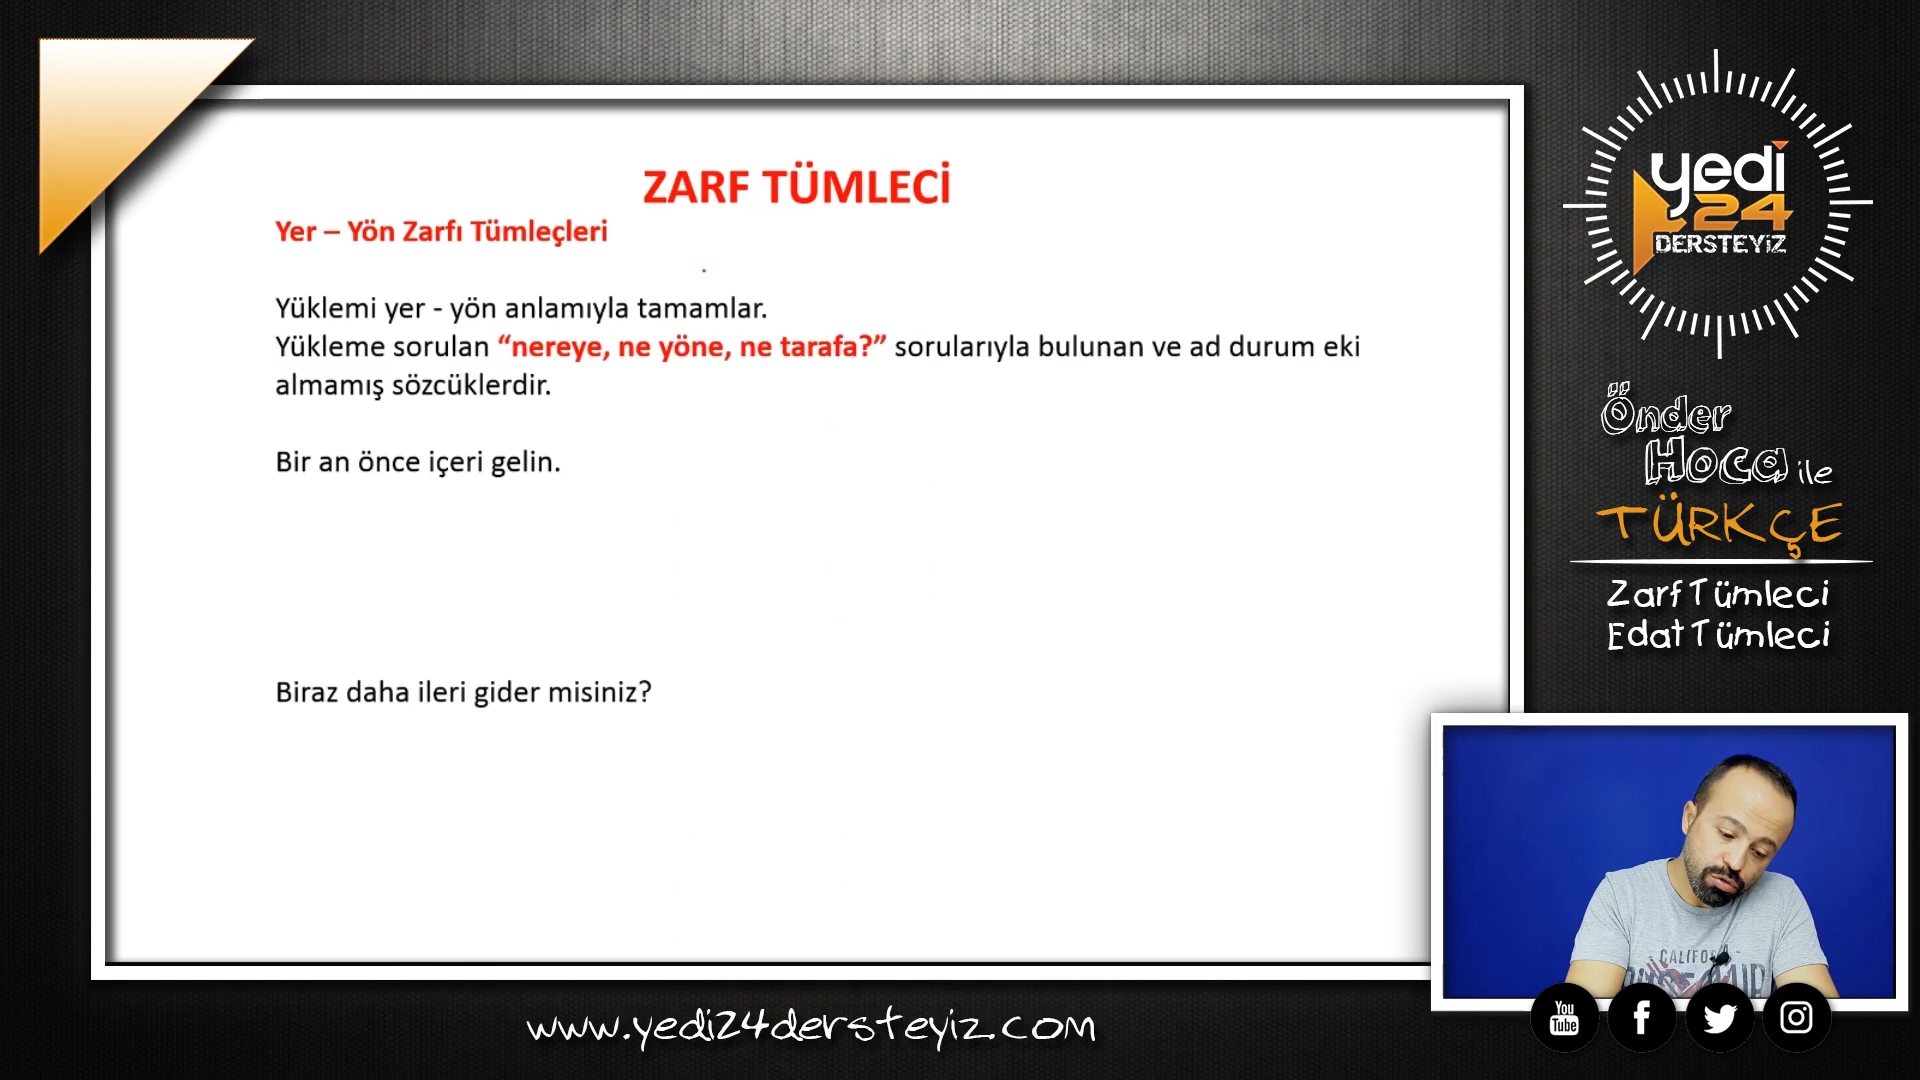 ZARF TÜMLECİ
Yer – Yön Zarfı Tümleçleri
Yüklemi yer - yön anlamıyla tamamlar.
Yükleme sorulan “nereye, ne yöne, ne tarafa?” sorularıyla bulunan ve ad durum eki
almamış sözcüklerdir.
Bir an önce içeri gelin.
Biraz daha ileri gider misiniz?
yedi
24
DERSTEYİZ
Önder
Hoca ile
TÜRKÇE
Zarf Tümleci
Edat Tümleci
www.yedi24dersteyiz.com
You
Tube